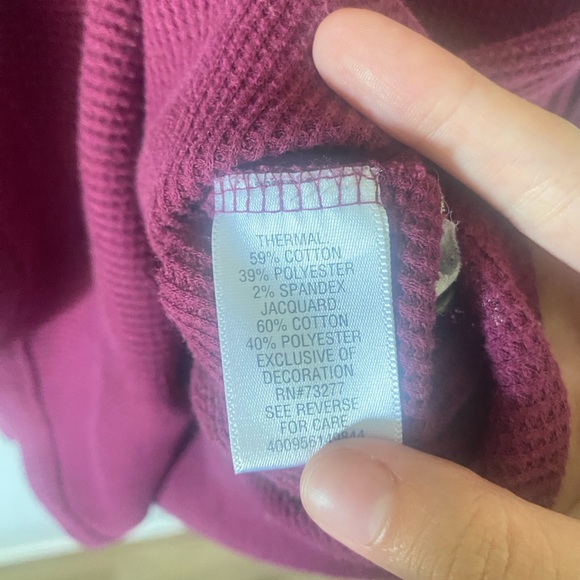 THERMAL:
59% COTTON
39% POLYESTER
2% SPANDEX
JACQUARD:
60% COTTON
40% POLYESTER
EXCLUSIVE OF
DECORATION
RN#73277
SEE REVERSE
FOR CARE